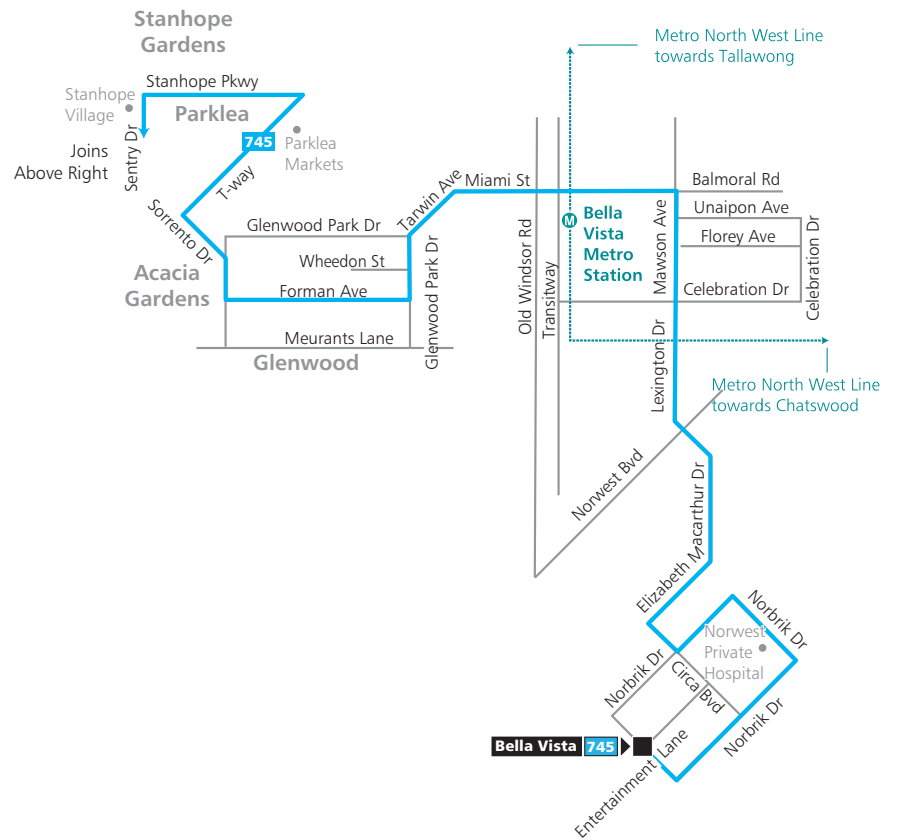 Stanhope
Gardens
Metro North West Line
towards Tallawong
Stanhope Pkwy
Stanhope
Village
Parklea
745
Parklea
Markets
Joins
Above Right
Sentry Dr
T-way
Sorrento Dr
Tarwin Ave
Miami St
Balmoral Rd
Unaipon Ave
Florey Ave
Glenwood Park Dr
Wheedon St
Forman Ave
Acacia
Gardens
Glenwood Park Dr
Meurants Lane
Glenwood
Old Windsor Rd
Transitway
M
Bella
Vista
Metro
Station
Mawson Ave
Celebration Dr
Celebration Dr
Lexington Dr
Metro North West Line
towards Chatswood
Norwest Bvd
Elizabeth Macarthur Dr
Norbrik Dr
Norwest
Private
Hospital
Norbrik Dr
Circa Bvd
Norbrik Dr
Bella Vista 745
Entertainment Lane